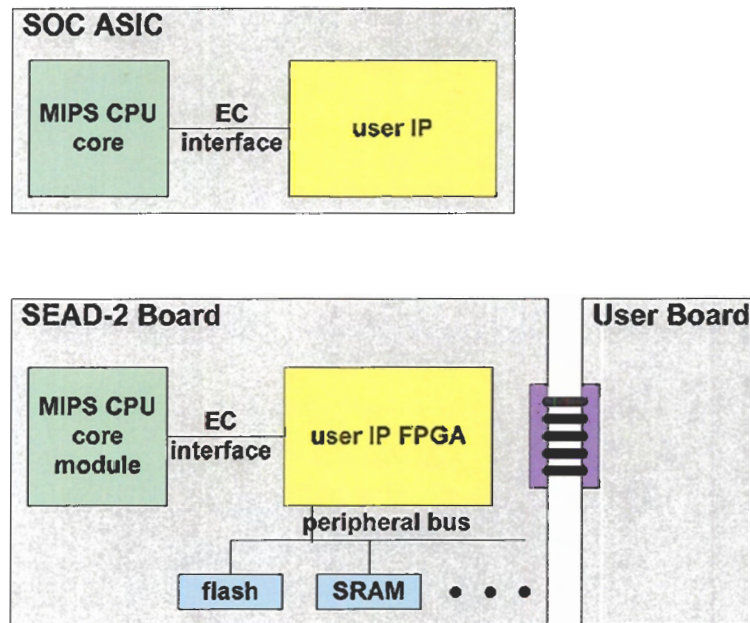 SOC ASIC
MIPS CPU
core
EC
interface
user IP
SEAD-2 Board
User Board
MIPS CPU
core
module
EC
interface
user IP FPGA
peripheral bus
flash
SRAM